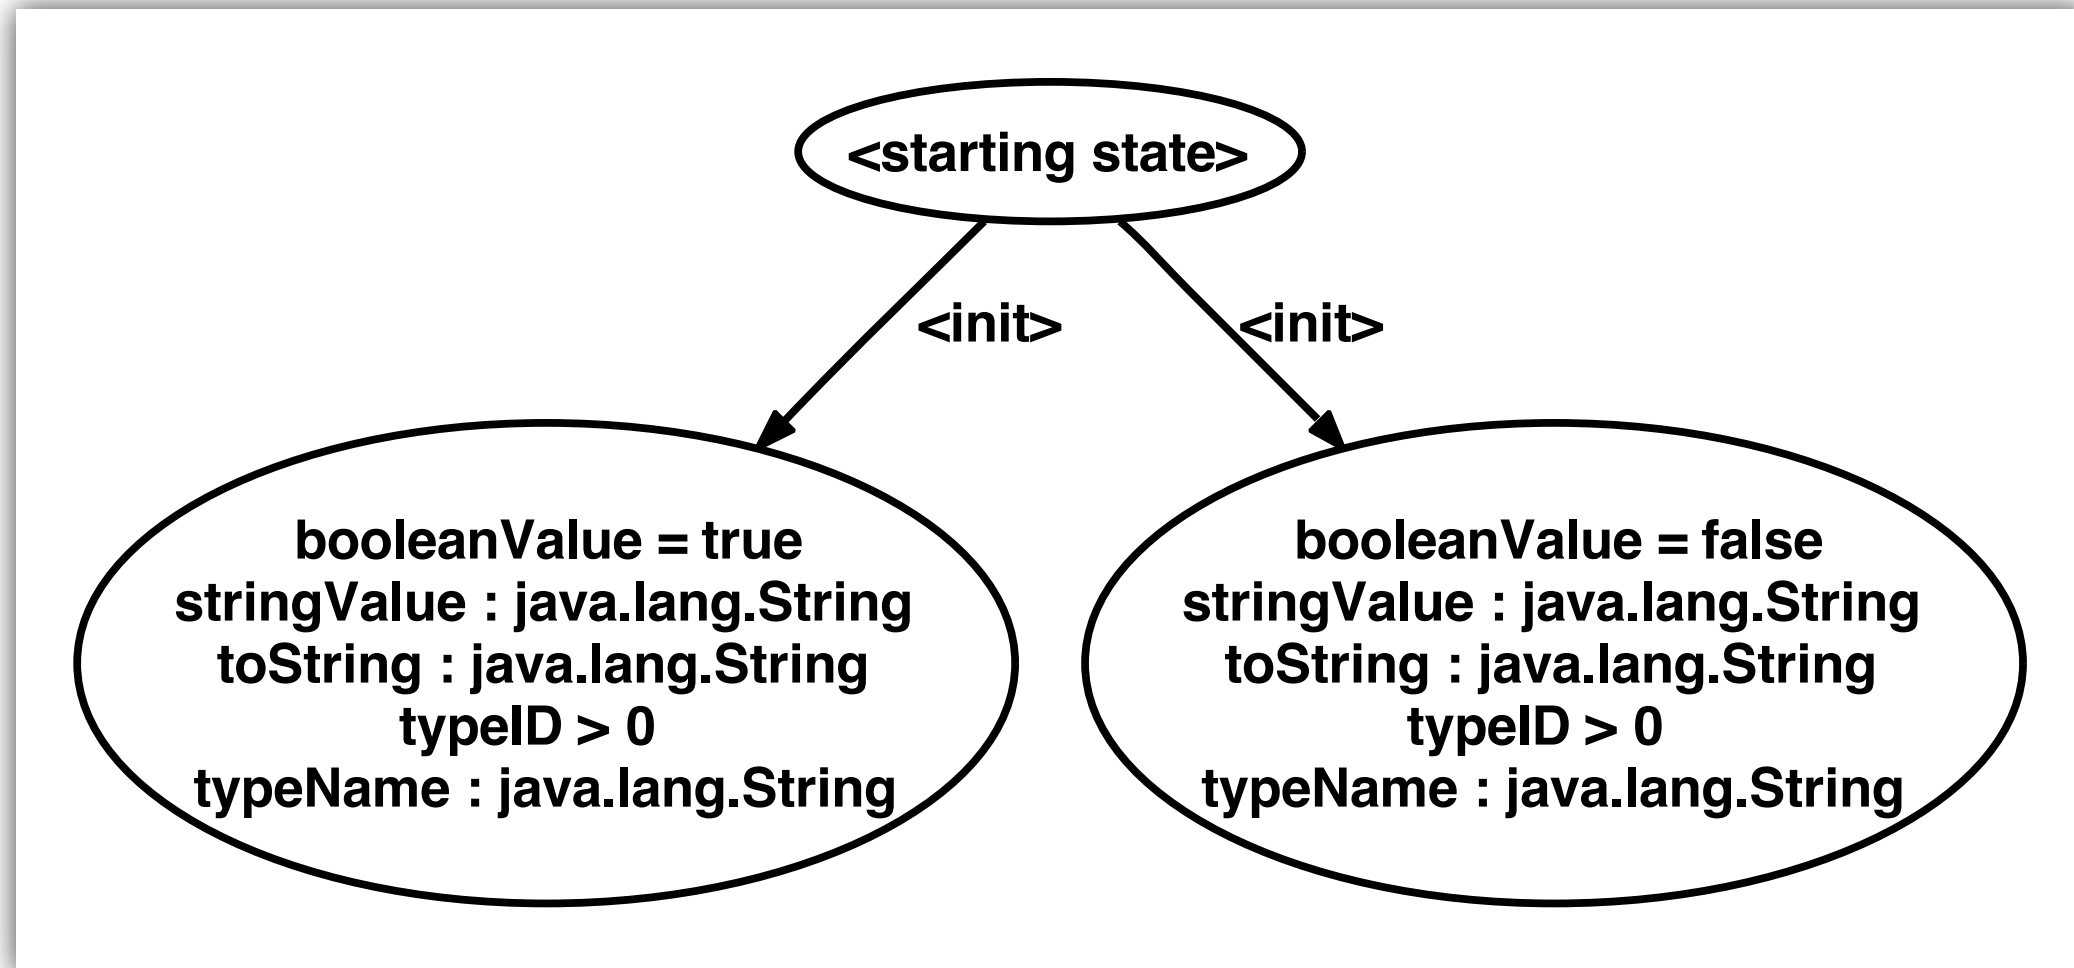 <starting state>
<init>
<init>
booleanValue = true
stringValue : java.lang.String
toString : java.lang.String
typeID > 0
typeName : java.lang.String
booleanValue = false
stringValue : java.lang.String
toString : java.lang.String
typeID > 0
typeName : java.lang.String